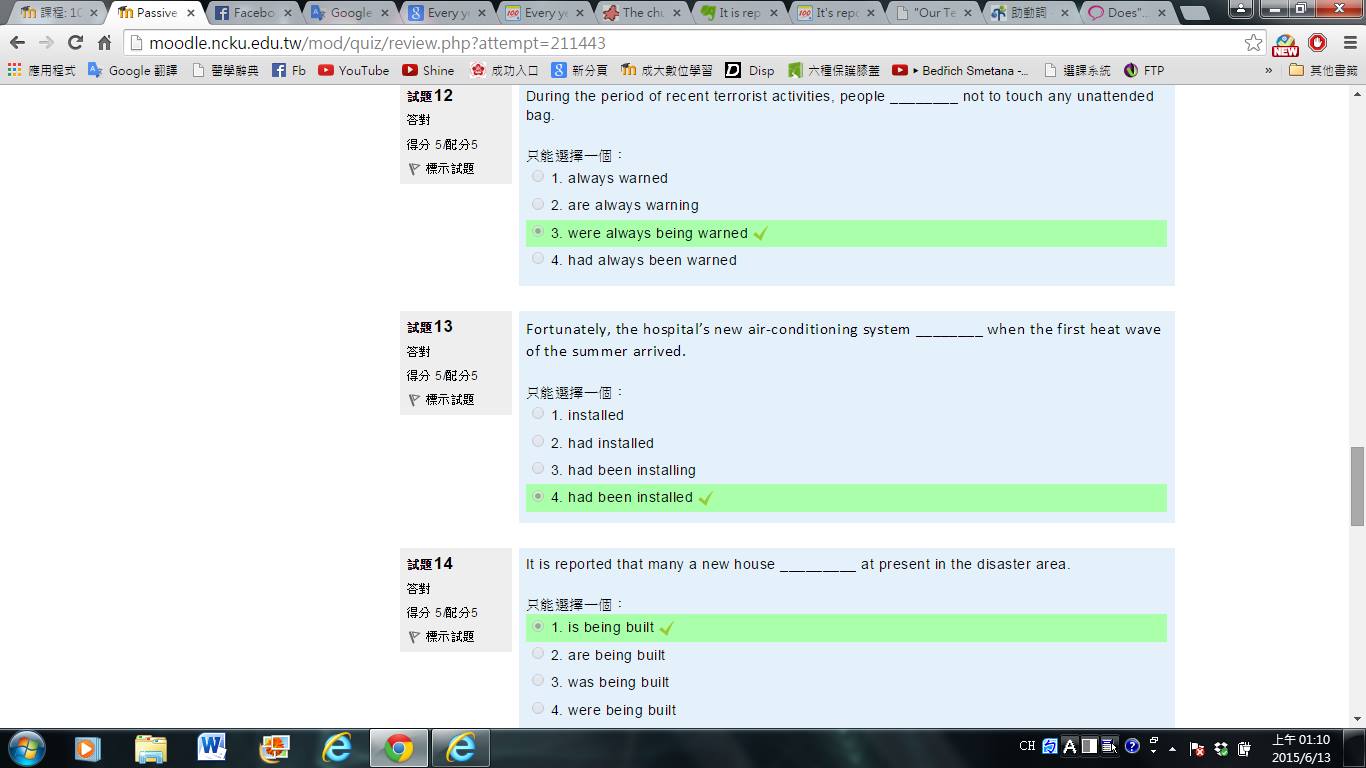 課程: 10
Passive
Facebo
Google
Every ye
Every ye
The chu
It is rep
It's repo
"Our Te
助動詞
Does"..
moodle.ncku.edu.tw/mod/quiz/review.php?attempt=211443
NEW
應用程式
Google 翻譯
醫學辭典
Fb
YouTube
Shine
成功入口
新分頁
成大數位學習
Disp
六種保護膝蓋
Bedřich Smetana -...
選課系統
FTP
»
其他書籤
試題12
答對
得分 5/配分5
標示試題
During the period of recent terrorist activities, people ________ not to touch any unattended
bag.
只能選擇一個：
1. always warned
2. are always warning
3. were always being warned
4. had always been warned
試題13
答對
得分 5/配分5
標示試題
Fortunately, the hospital’s new air-conditioning system ________ when the first heat wave
of the summer arrived.
只能選擇一個：
1. installed
2. had installed
3. had been installing
4. had been installed
試題14
答對
得分 5/配分5
標示試題
It is reported that many a new house _________ at present in the disaster area.
只能選擇一個：
1. is being built
2. are being built
3. was being built
4. were being built
CH
上午 01:10
2015/6/13